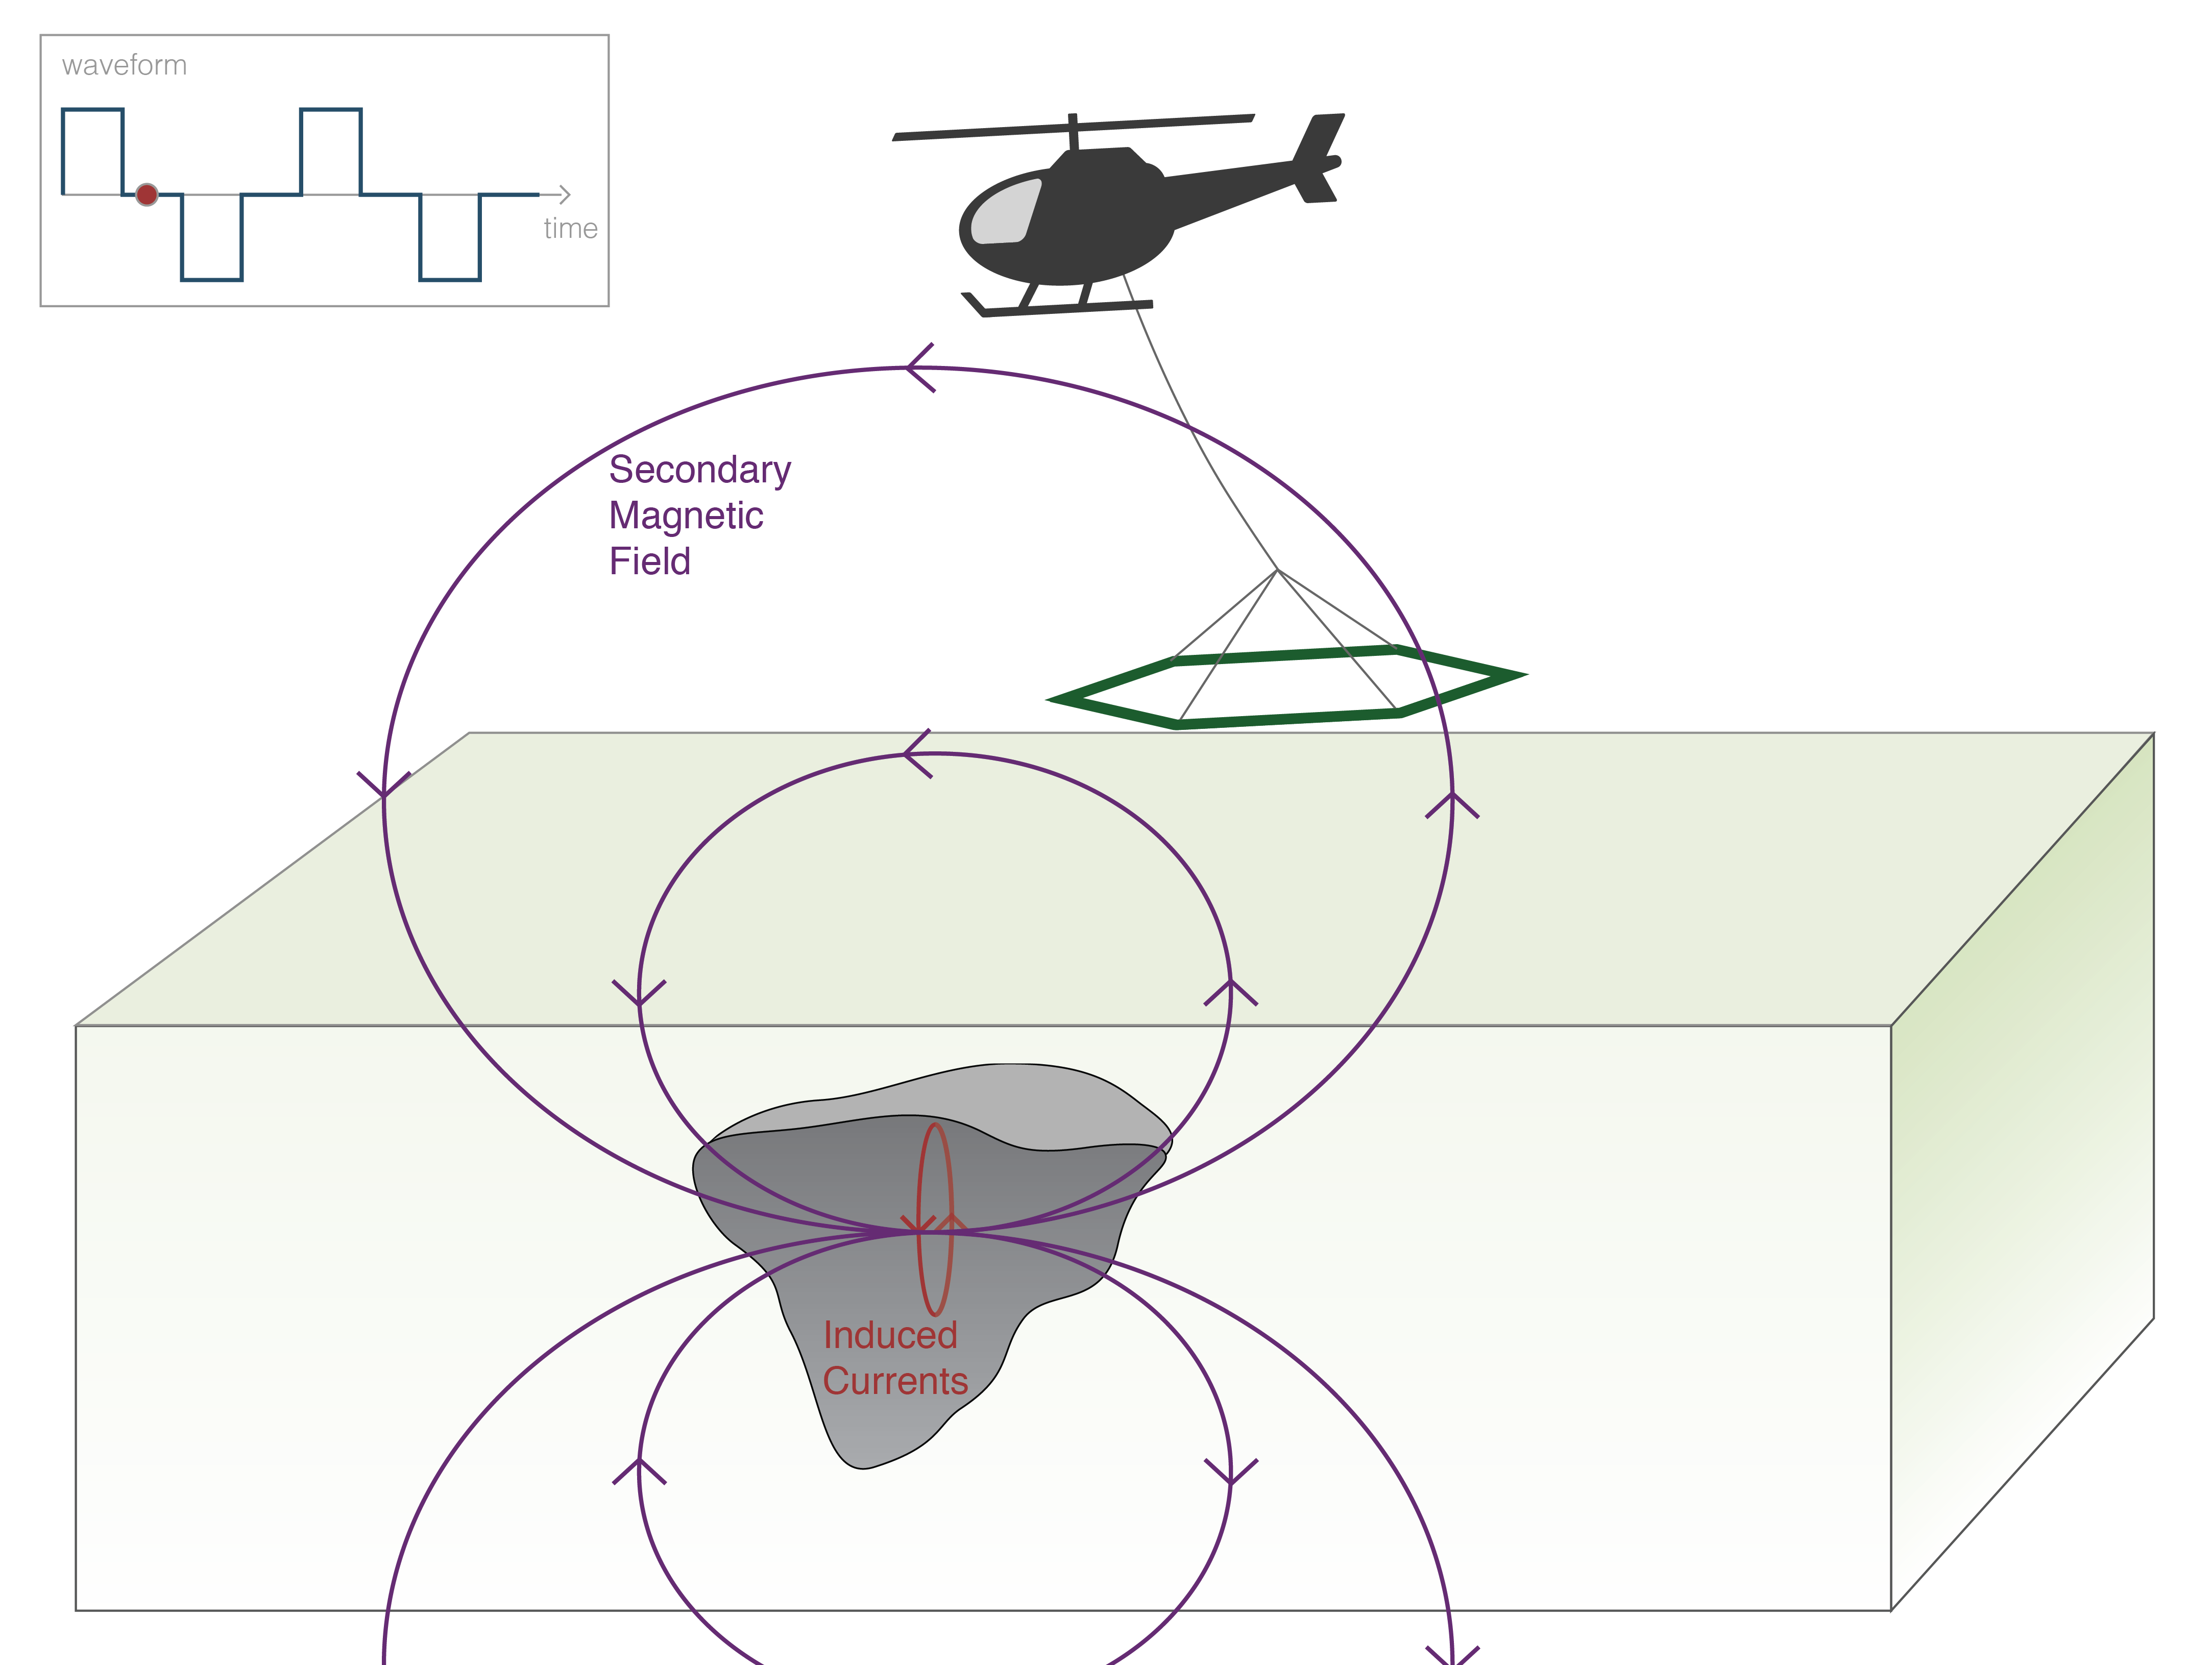 waveform
time
Secondary
Magnetic
Field
Induced
Currents